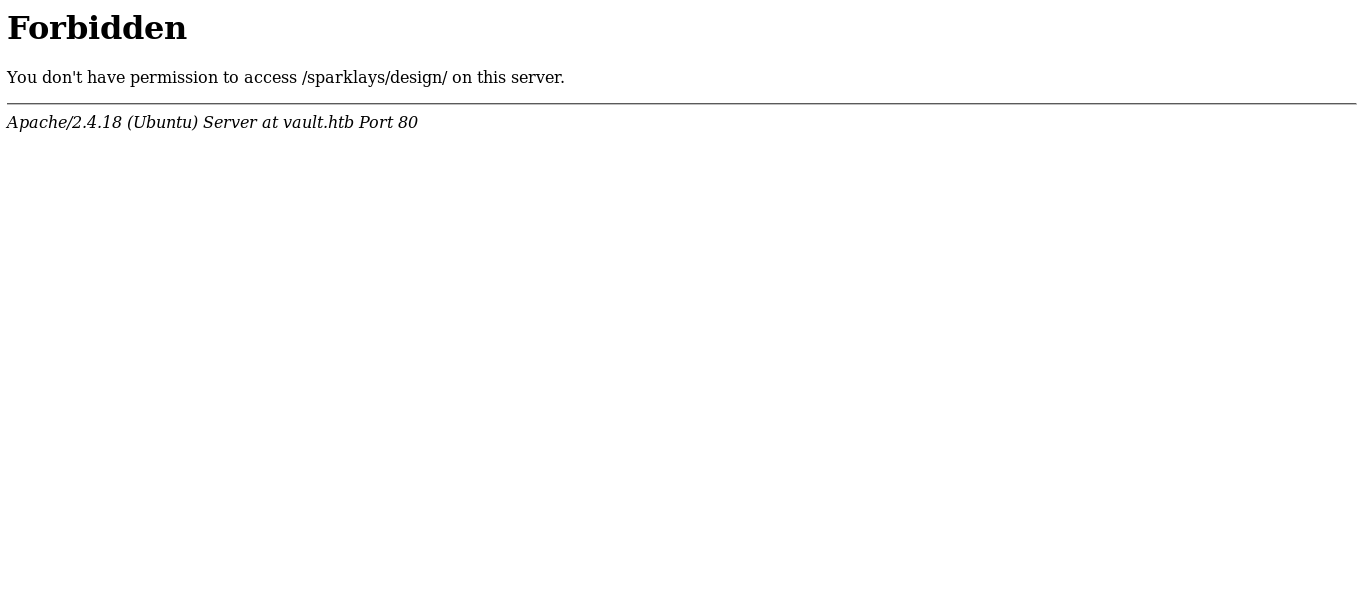 Forbidden
You don't have permission to access /sparklays/design/ on this server.
Apache/2.4.18 (Ubuntu) Server at vault.htb Port 80